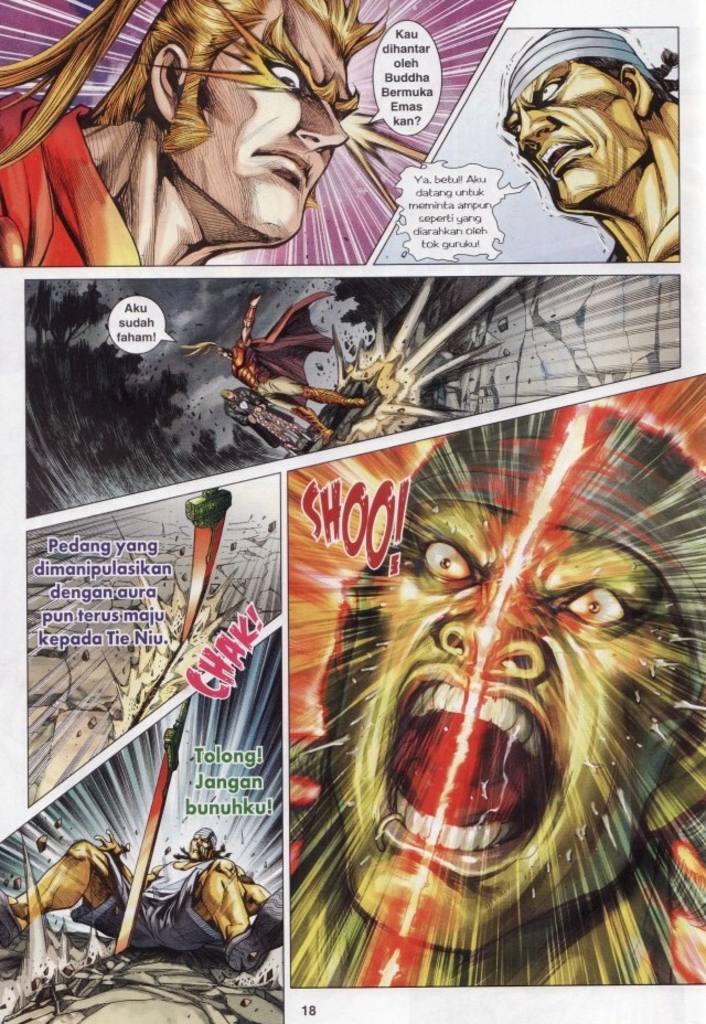 Kau
dihantar
oleh
Buddha
Bermuka
Emas
kan?
Ya, betul! Aku
datang untuk
meminta ampun
seperti yang
diarahkan oleh
tok guruku!
Aku
sudah
faham!
SHOO!
Pedang yang
dimanipulasikan
dengan aura
pun terus maju
kepada Tie Niu.
CHAK!
Tolong!
Jangan
bunuhku!
18